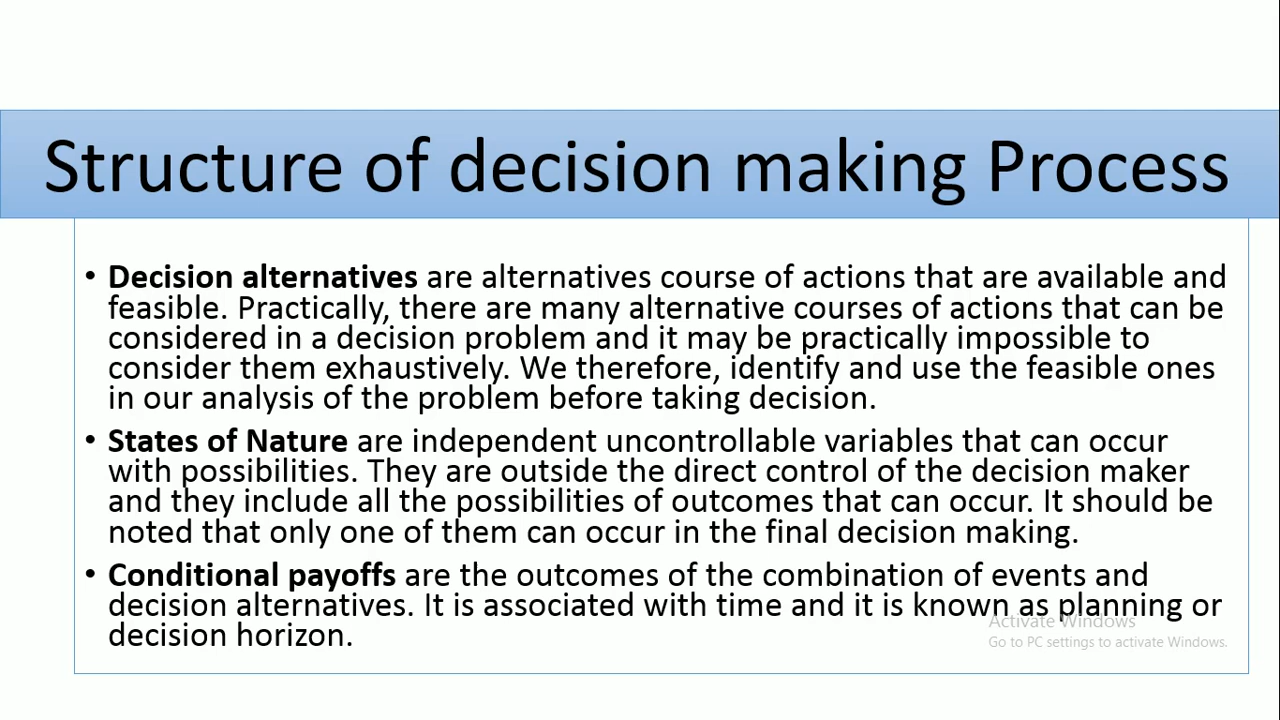 Structure of decision making Process
• Decision alternatives are alternatives course of actions that are available and
feasible. Practically, there are many alternative courses of actions that can be
considered in a decision problem and it may be practically impossible to
consider them exhaustively. We therefore, identify and use the feasible ones
in our analysis of the problem before taking decision.
• States of Nature are independent uncontrollable variables that can occur
with possibilities. They are outside the direct control of the decision maker
and they include all the possibilities of outcomes that can occur. It should be
noted that only one of them can occur in the final decision making.
• Conditional payoffs are the outcomes of the combination of events and
decision alternatives. It is associated with time and it is known as planning or
decision horizon.
Activate Windows
Go to PC settings to activate Windows.